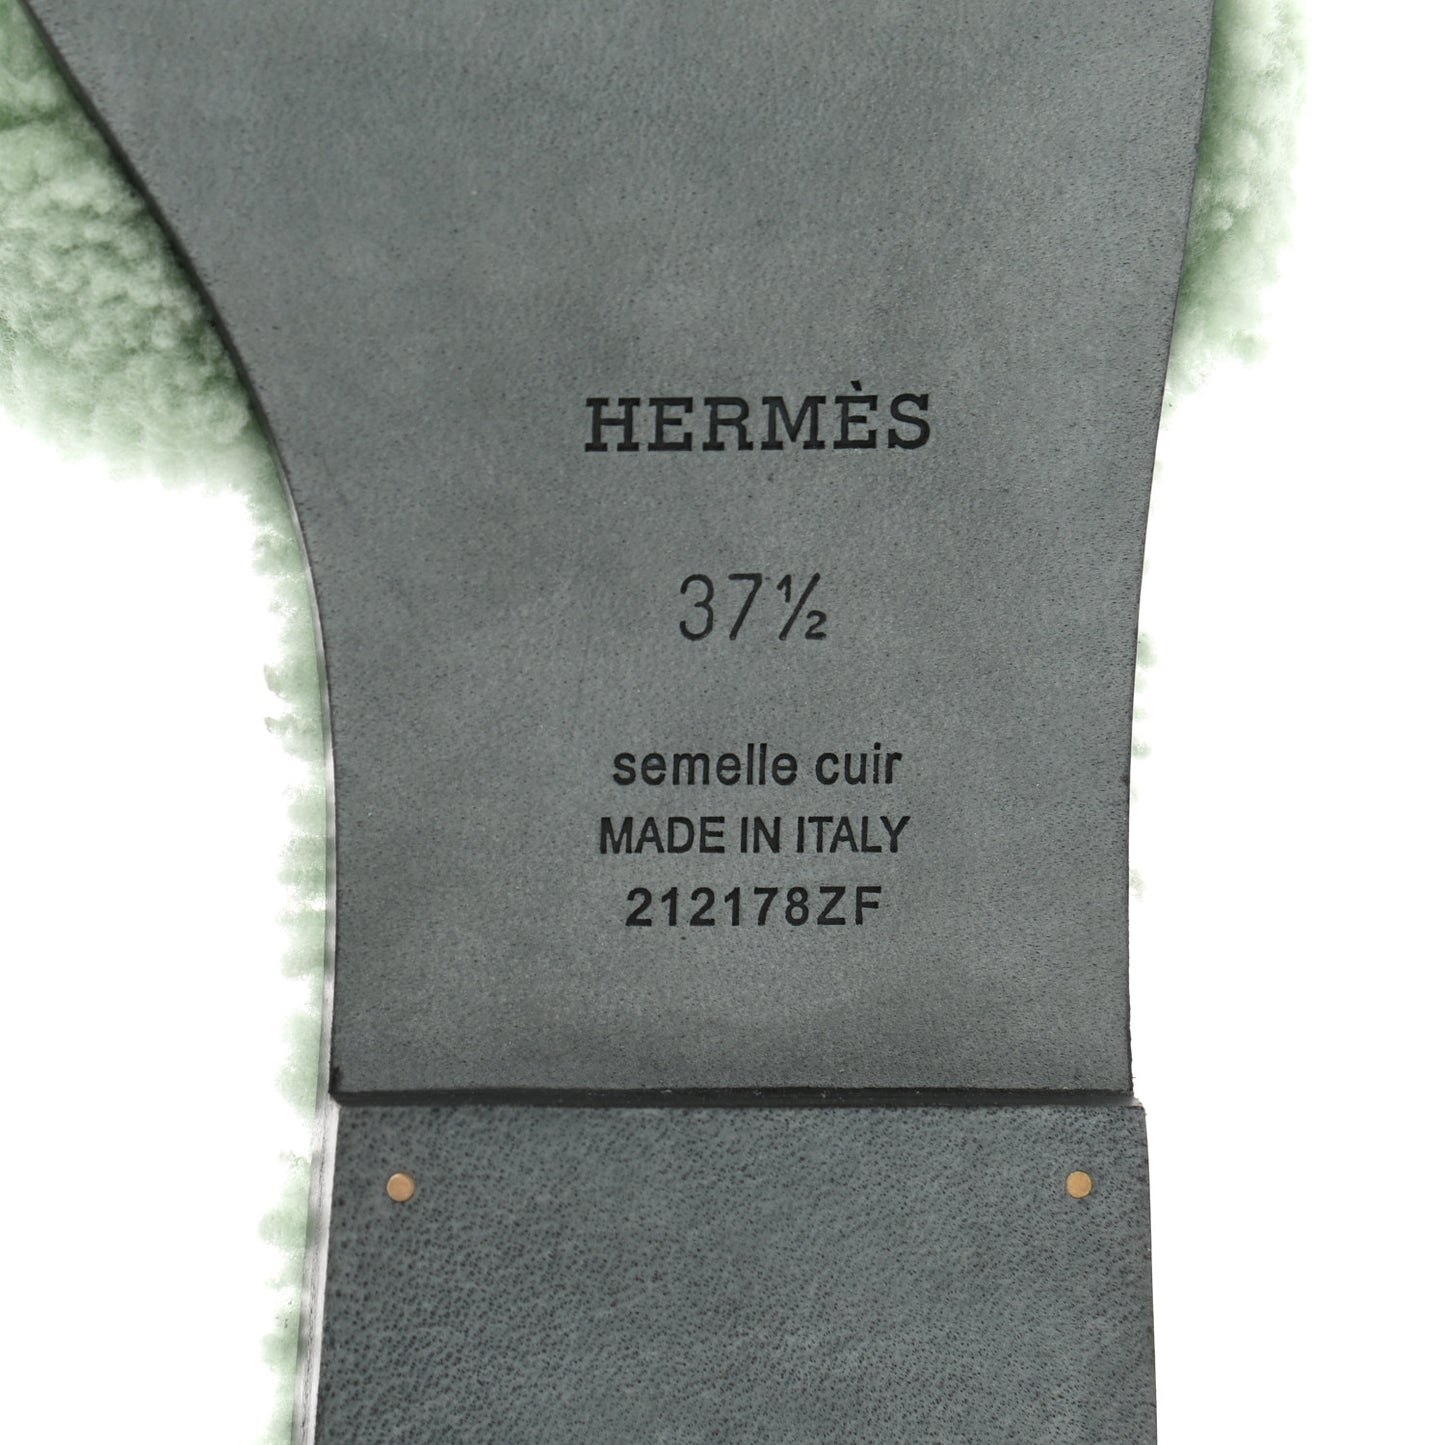 HERMÈS
37½
semelle cuir
MADE IN ITALY
212178ZF